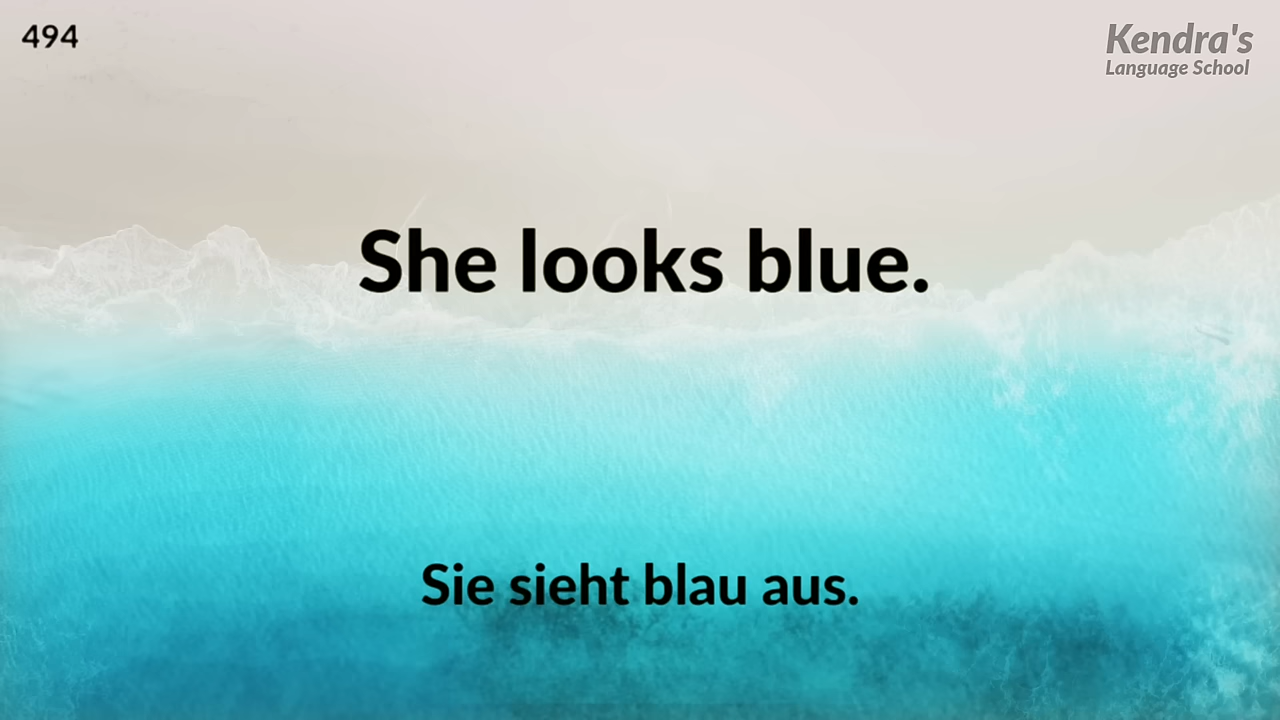 494
Kendra's
Language School
She looks blue.
Sie sieht blau aus.